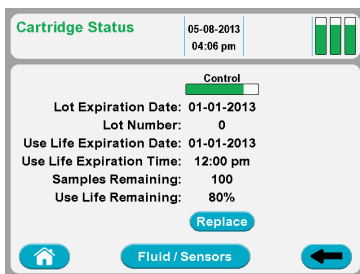 Cartridge Status
05-08-2013
04:06 pm
Control
Lot Expiration Date: 01-01-2013
Lot Number: 0
Use Life Expiration Date: 01-01-2013
Use Life Expiration Time: 12:00 pm
Samples Remaining: 100
Use Life Remaining: 80%
Replace
Fluid / Sensors